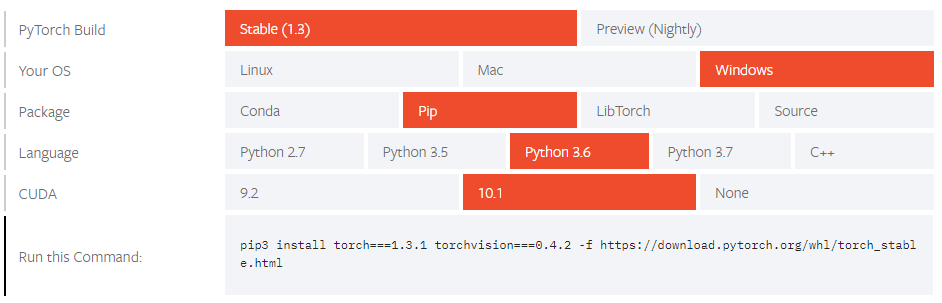 PyTorch Build Stable (1.3) Preview (Nightly)
Your OS Linux Mac Windows
Package Conda Pip LibTorch Source
Language Python 2.7 Python 3.5 Python 3.6 Python 3.7 C++
CUDA 9.2 10.1 None
Run this Command: pip3 install torch===1.3.1 torchvision===0.4.2 -f https://download.pytorch.org/whl/torch_stabl
e.html